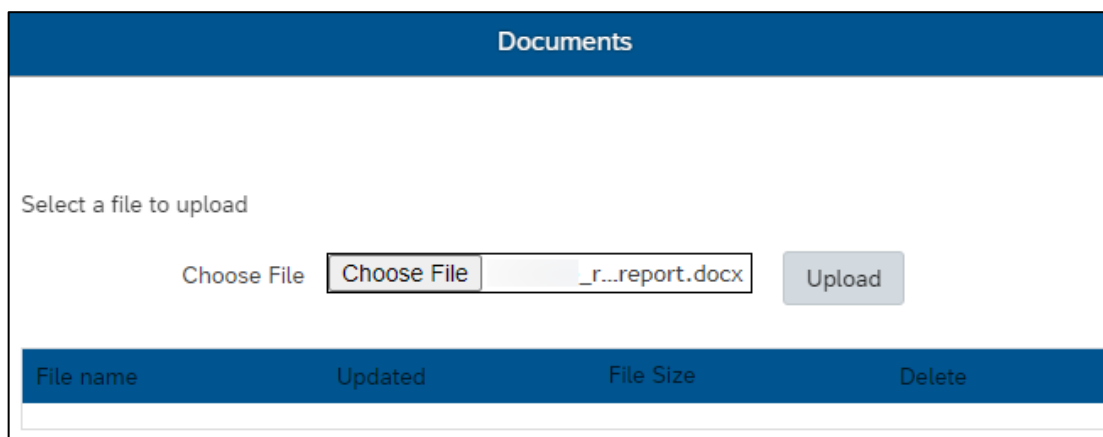 Documents
Select a file to upload
Choose File Choose File _r...report.docx Upload
File name Updated File Size Delete